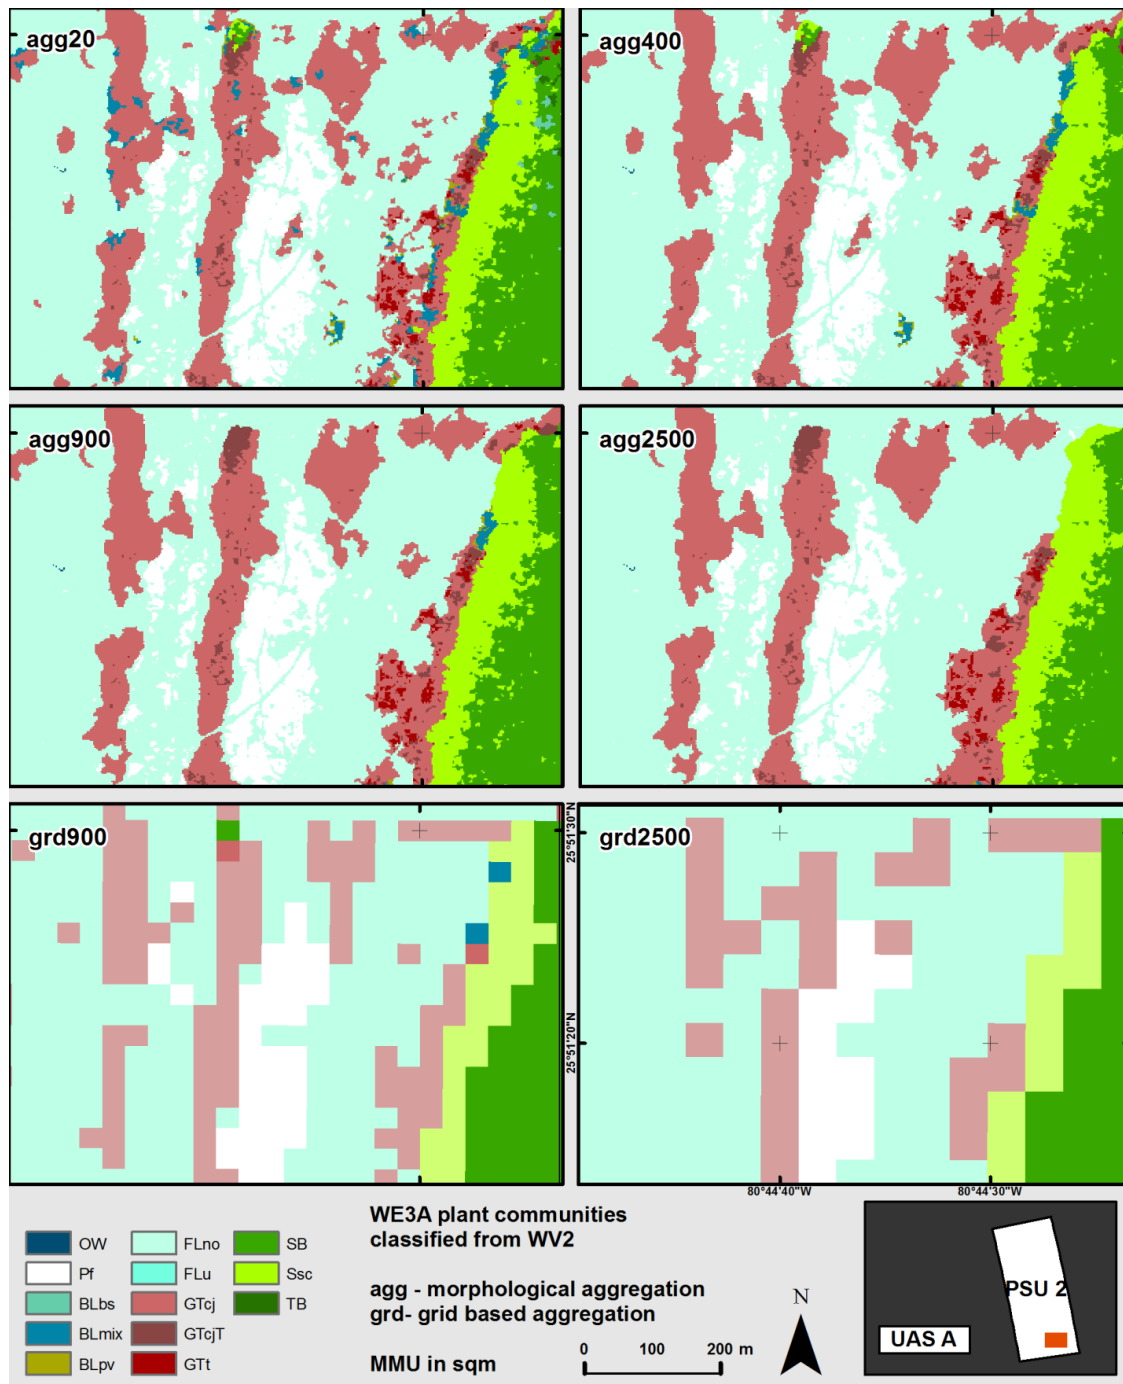 agg20
agg400
agg900
agg2500
grd900
grd2500
25°51'30"N
25°51'20"N
80°44'40"W
80°44'30"W
OW
FLno
SB
Pf
FLu
Ssc
BLbs
GTcj
TB
BLmix
GTcjT
BLpv
GTt
WE3A plant communities
classified from WV2
agg - morphological aggregation
grd- grid based aggregation
MMU in sqm
0 100 200 m
N
PSU 2
UAS A